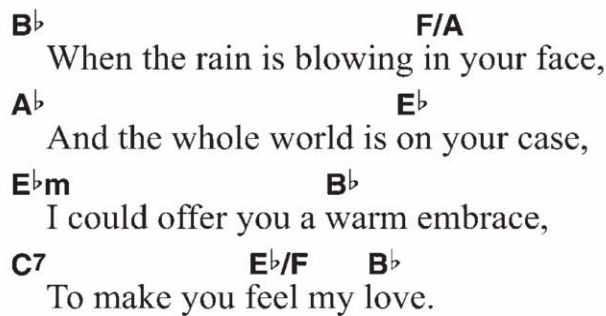 B♭ F/A
When the rain is blowing in your face,
A♭ E♭
And the whole world is on your case,
E♭m B♭
I could offer you a warm embrace,
C7 E♭/F B♭
To make you feel my love.